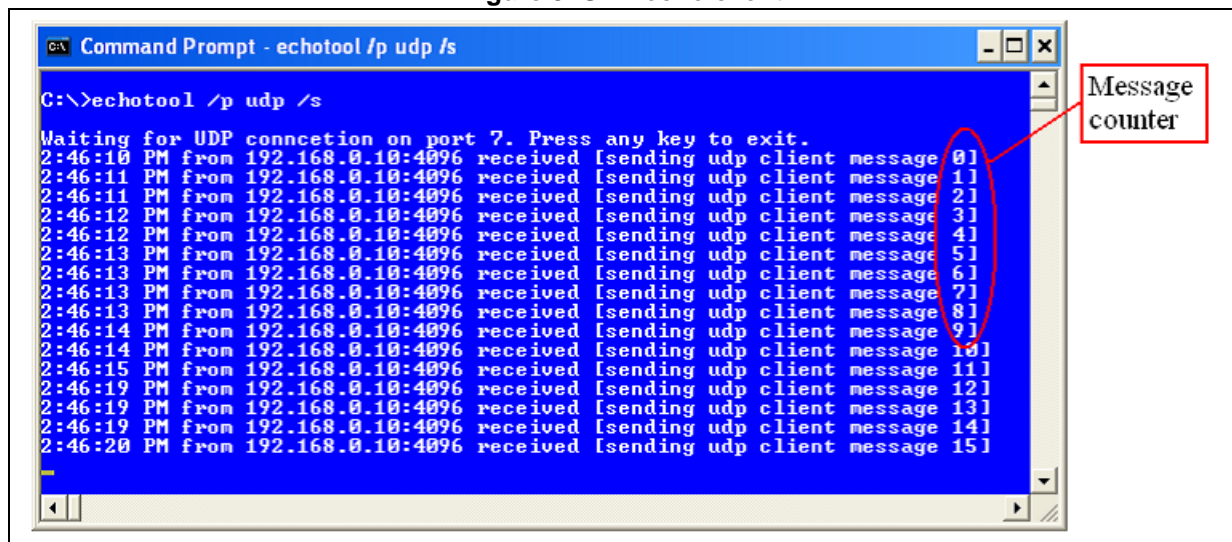 Command Prompt - echotool /p udp /s
C:\>echotool /p udp /s
Waiting for UDP conncetion on port 7. Press any key to exit.
2:46:10 PM from 192.168.0.10:4096 received [sending udp client message 0]
2:46:11 PM from 192.168.0.10:4096 received [sending udp client message 1]
2:46:11 PM from 192.168.0.10:4096 received [sending udp client message 2]
2:46:12 PM from 192.168.0.10:4096 received [sending udp client message 3]
2:46:12 PM from 192.168.0.10:4096 received [sending udp client message 4]
2:46:13 PM from 192.168.0.10:4096 received [sending udp client message 5]
2:46:13 PM from 192.168.0.10:4096 received [sending udp client message 6]
2:46:13 PM from 192.168.0.10:4096 received [sending udp client message 7]
2:46:13 PM from 192.168.0.10:4096 received [sending udp client message 8]
2:46:14 PM from 192.168.0.10:4096 received [sending udp client message 9]
2:46:14 PM from 192.168.0.10:4096 received [sending udp client message 10]
2:46:15 PM from 192.168.0.10:4096 received [sending udp client message 11]
2:46:19 PM from 192.168.0.10:4096 received [sending udp client message 12]
2:46:19 PM from 192.168.0.10:4096 received [sending udp client message 13]
2:46:19 PM from 192.168.0.10:4096 received [sending udp client message 14]
2:46:20 PM from 192.168.0.10:4096 received [sending udp client message 15]
Message
counter